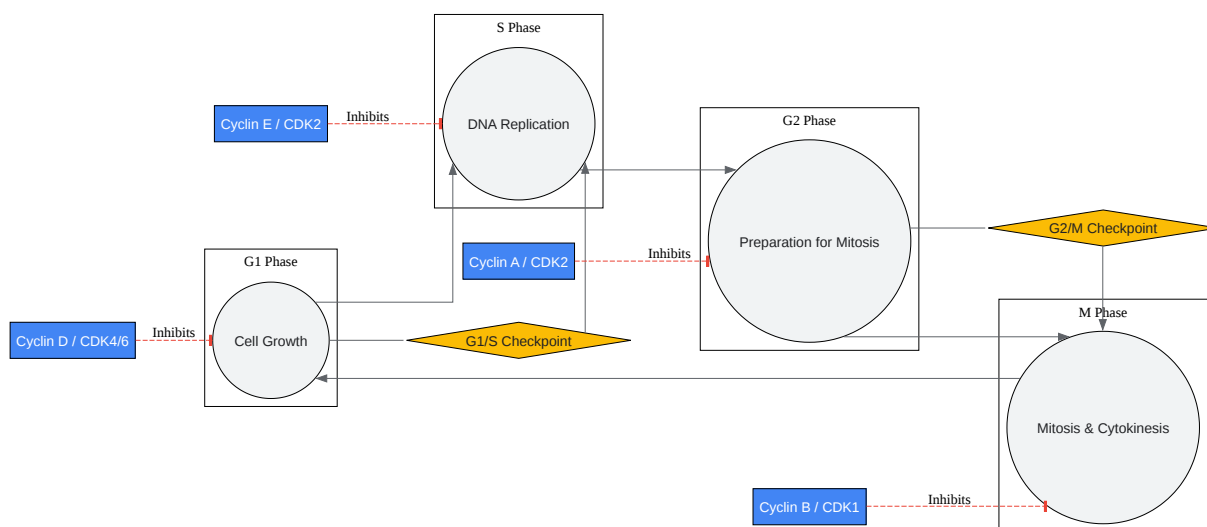 S Phase
Cyclin E / CDK2
Inhibits
DNA Replication
G2 Phase
Preparation for Mitosis
G2/M Checkpoint
Cyclin A / CDK2
Inhibits
G1 Phase
Cyclin D / CDK4/6
Inhibits
Cell Growth
G1/S Checkpoint
M Phase
Mitosis & Cytokinesis
Cyclin B / CDK1
Inhibits